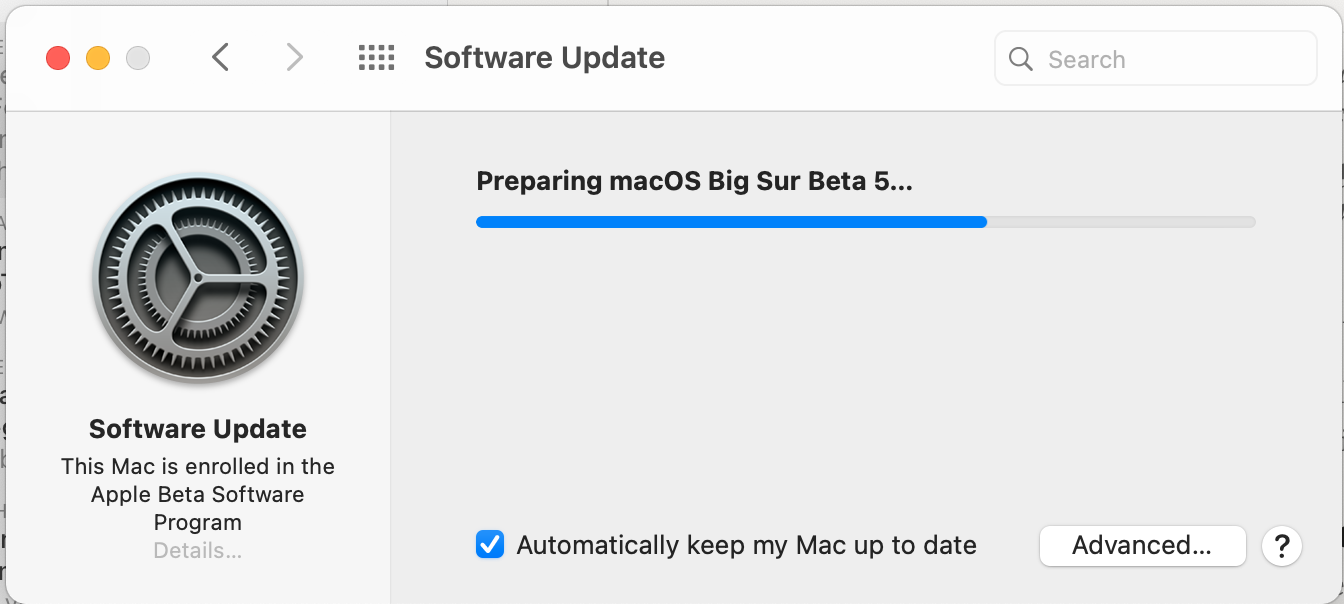 Software Update
Search
Preparing macOS Big Sur Beta 5...
Software Update
This Mac is enrolled in the
Apple Beta Software
Program
Details...
Automatically keep my Mac up to date
Advanced...
?